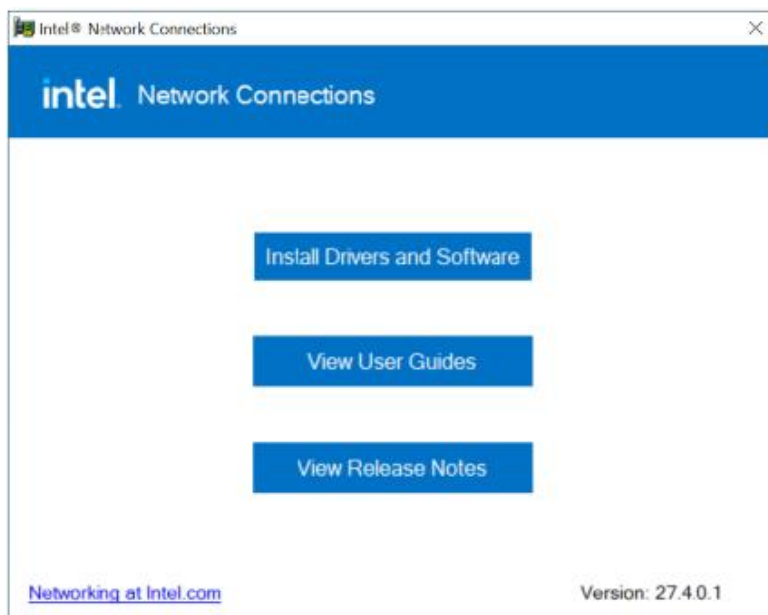 Intel® Network Connections
intel. Network Connections
Install Drivers and Software
View User Guides
View Release Notes
Networking at Intel.com
Version: 27.4.0.1